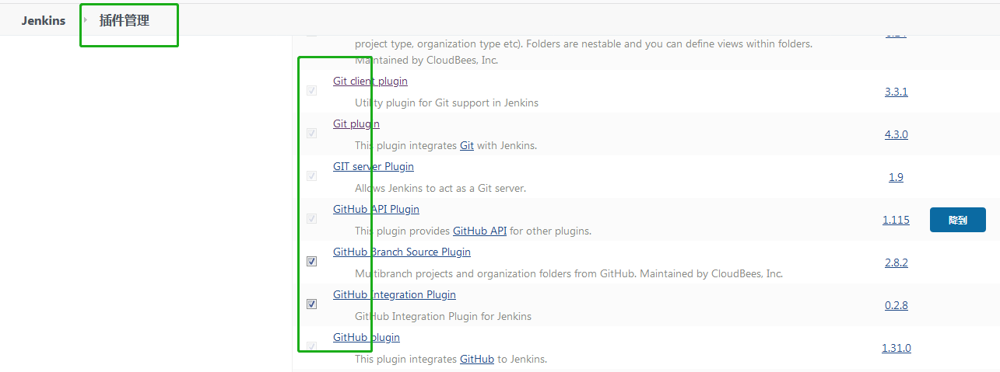 Jenkins 插件管理
project type, organization type etc). Folders are nestable and you can define views within folders.
Maintained by CloudBees, Inc.
Git client plugin
Utility plugin for Git support in Jenkins
3.3.1
Git plugin
This plugin integrates Git with Jenkins.
4.3.0
GIT server Plugin
Allows Jenkins to act as a Git server.
1.9
GitHub API Plugin
This plugin provides GitHub API for other plugins.
1.115
降到
GitHub Branch Source Plugin
Multibranch projects and organization folders from GitHub. Maintained by CloudBees, Inc.
2.8.2
GitHub Integration Plugin
GitHub Integration Plugin for Jenkins
0.2.8
GitHub plugin
This plugin integrates GitHub to Jenkins.
1.31.0